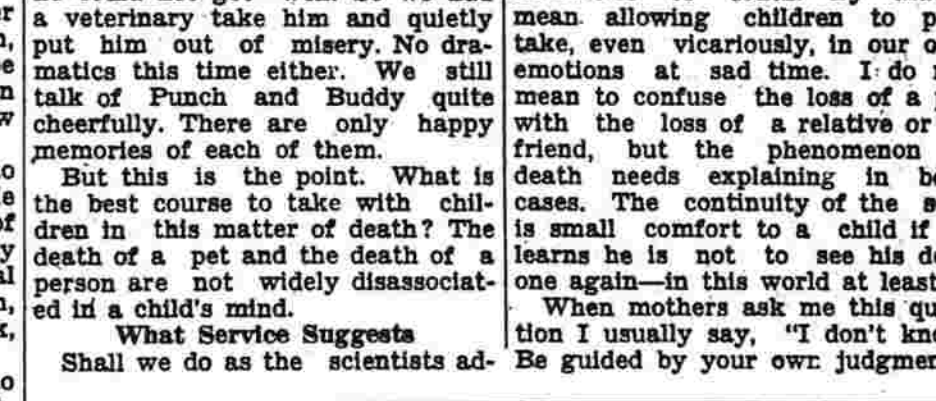 a veterinary take him and quietly
put him out of misery. No dra-
matics this time either. We still
talk of Punch and Buddy quite
cheerfully. There are only happy
memories of each of them.
But this is the point. What is
the best course to take with chil-
dren in this matter of death? The
death of a pet and the death of a
person are not widely disassociat-
ed in a child's mind.
What Service Suggests
Shall we do as the scientists ad-
mean allowing children to
take, even vicariously, in our
emotions at sad time. I do
mean to confuse the loss of a
with the loss of a relative or
friend, but the phenomenon
death needs explaining in
cases. The continuity of the
is small comfort to a child if
learns he is not to see his
one again—in this world at least
When mothers ask me this
tion I usually say, "I don't
Be guided by your own